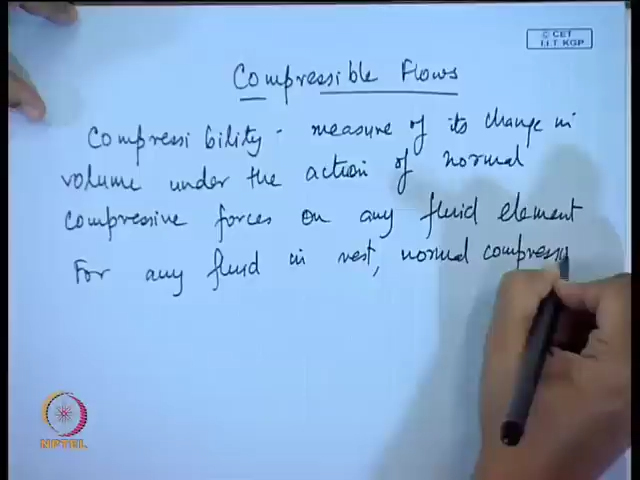 © CET
I.I.T. KGP
Compressible Flows
Compressibility - measure of its change in
volume under the action of normal
compressive forces on any fluid element
For any fluid in rest, normal
NPTEL